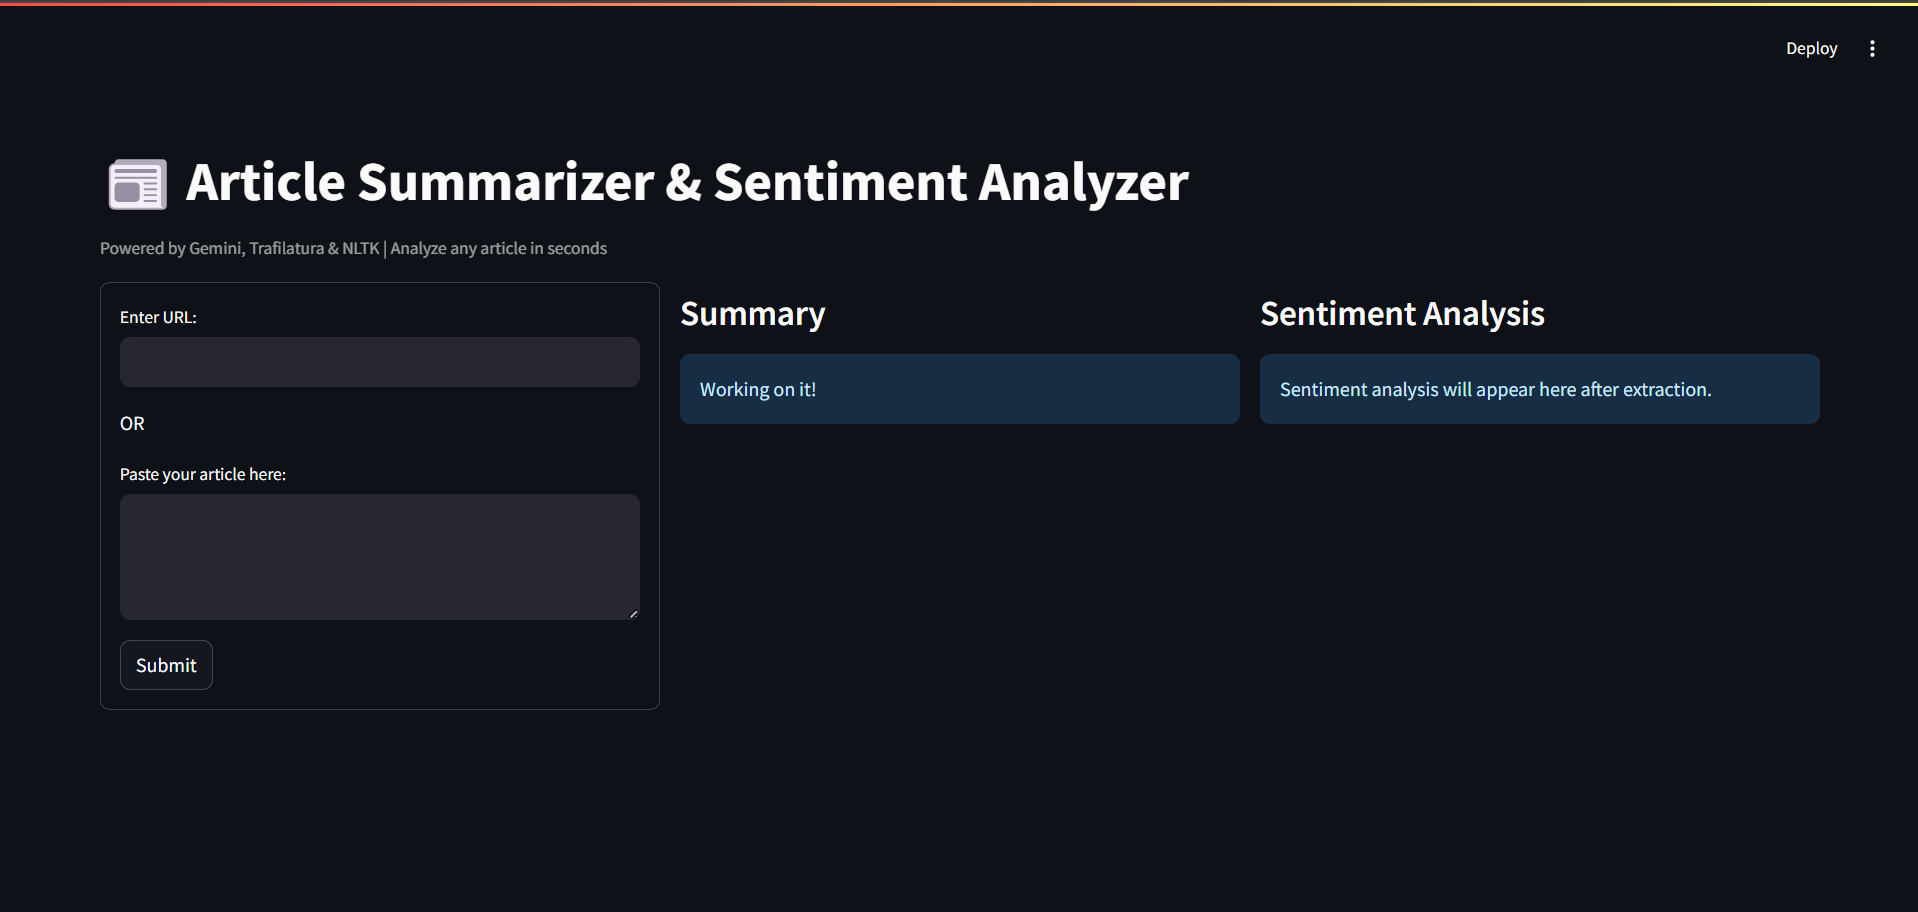 Deploy
Article Summarizer & Sentiment Analyzer
Powered by Gemini, Trafilatura & NLTK | Analyze any article in seconds
Enter URL:
OR
Paste your article here:
Submit
Summary
Working on it!
Sentiment Analysis
Sentiment analysis will appear here after extraction.